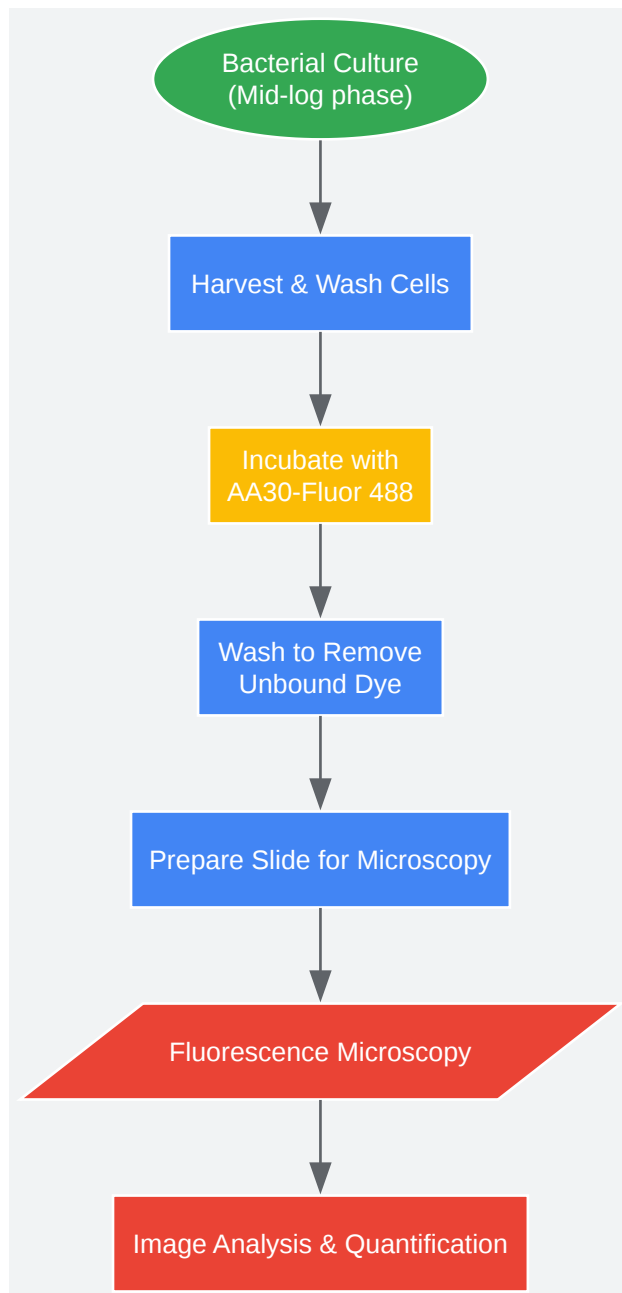 Bacterial Culture
(Mid-log phase)
Harvest & Wash Cells
Incubate with
AA30-Fluor 488
Wash to Remove
Unbound Dye
Prepare Slide for Microscopy
Fluorescence Microscopy
Image Analysis & Quantification